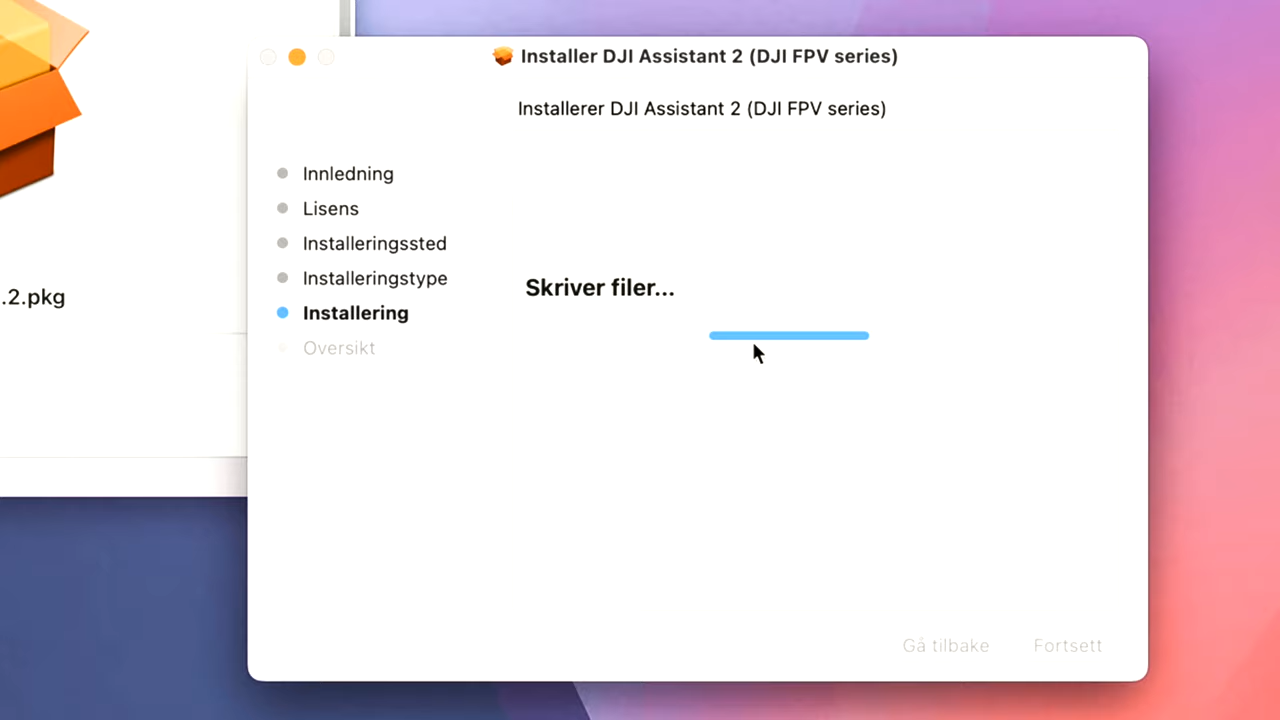 Installer DJI Assistant 2 (DJI FPV series)
Installerer DJI Assistant 2 (DJI FPV series)
Innledning
Lisens
Installeringssted
Installeringstype
Installering
Oversikt
.2.pkg
Skriver filer...
Gå tilbake
Fortsett